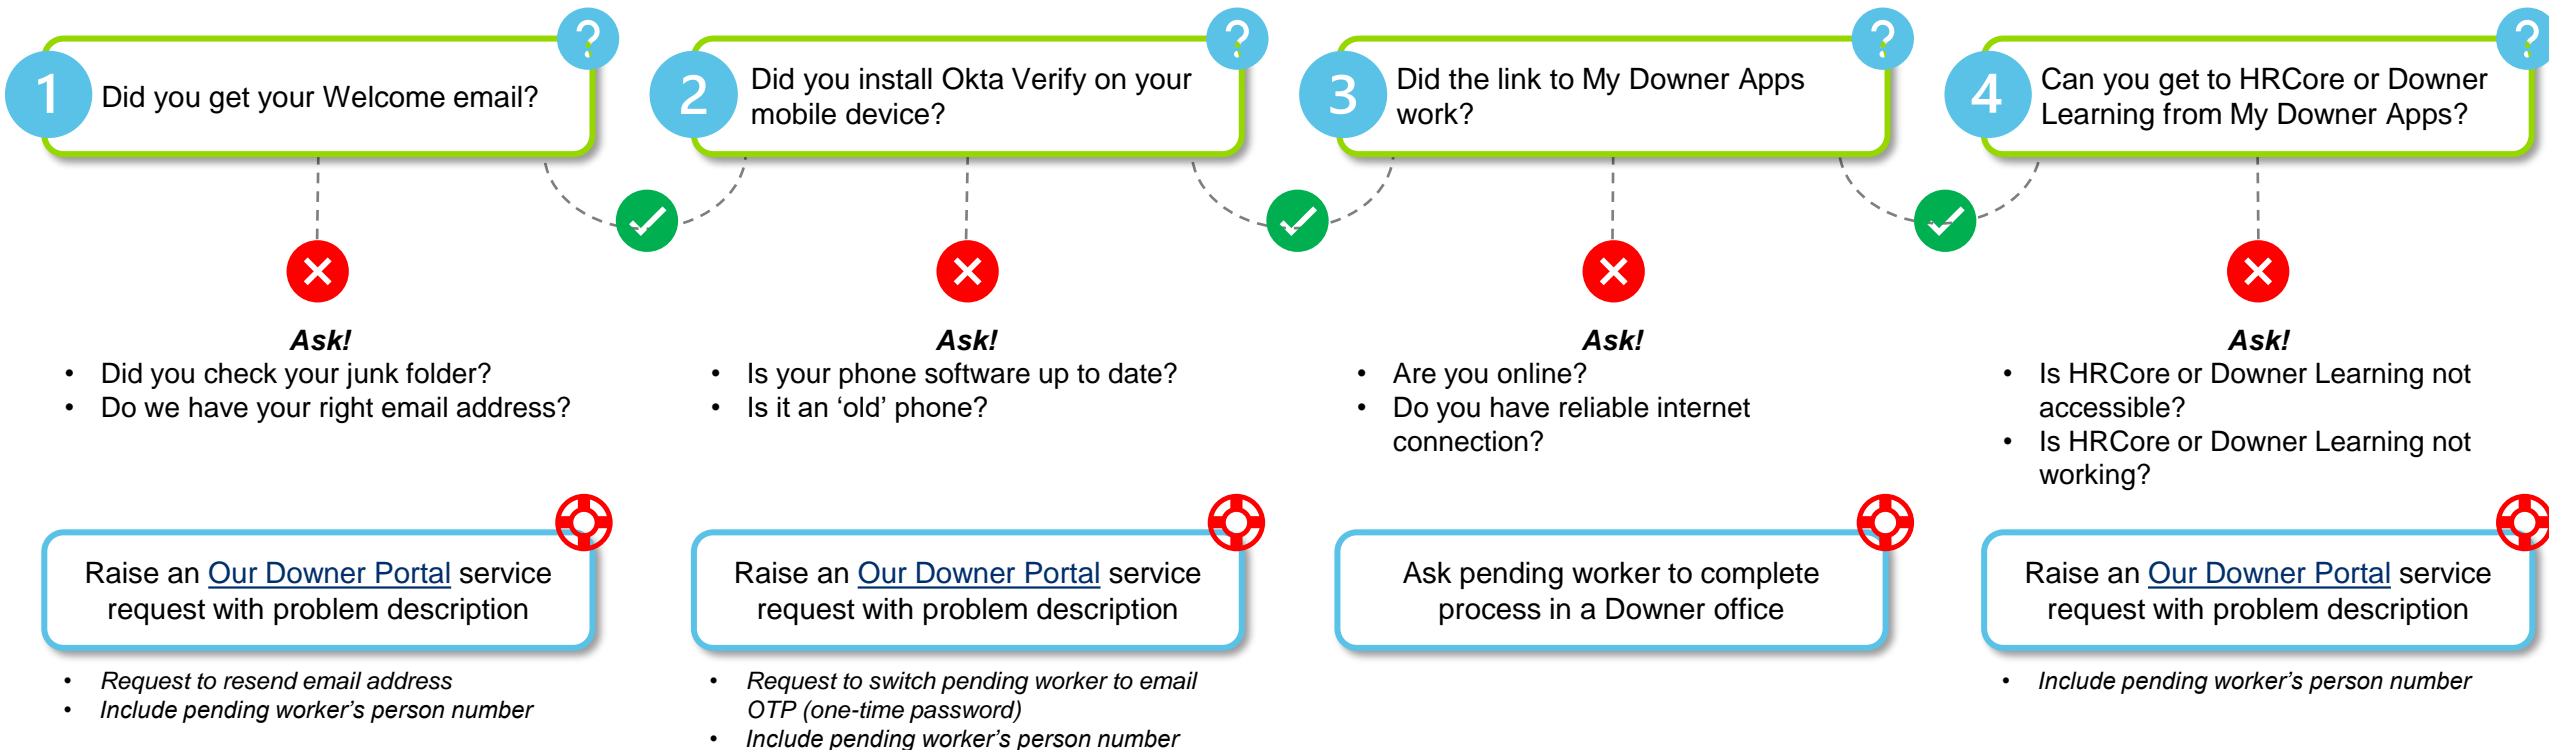 1
Did you get your Welcome email?
?
Ask!
• Did you check your junk folder?
• Do we have your right email address?
Raise an Our Downer Portal service
request with problem description
• Request to resend email address
• Include pending worker’s person number
2
Did you install Okta Verify on your
mobile device?
?
Ask!
• Is your phone software up to date?
• Is it an ‘old’ phone?
Raise an Our Downer Portal service
request with problem description
• Request to switch pending worker to email
OTP (one-time password)
• Include pending worker’s person number
3
Did the link to My Downer Apps
work?
?
Ask!
• Are you online?
• Do you have reliable internet
connection?
Ask pending worker to complete
process in a Downer office
4
Can you get to HRCore or Downer
Learning from My Downer Apps?
?
Ask!
• Is HRCore or Downer Learning not
accessible?
• Is HRCore or Downer Learning not
working?
Raise an Our Downer Portal service
request with problem description
• Include pending worker’s person number